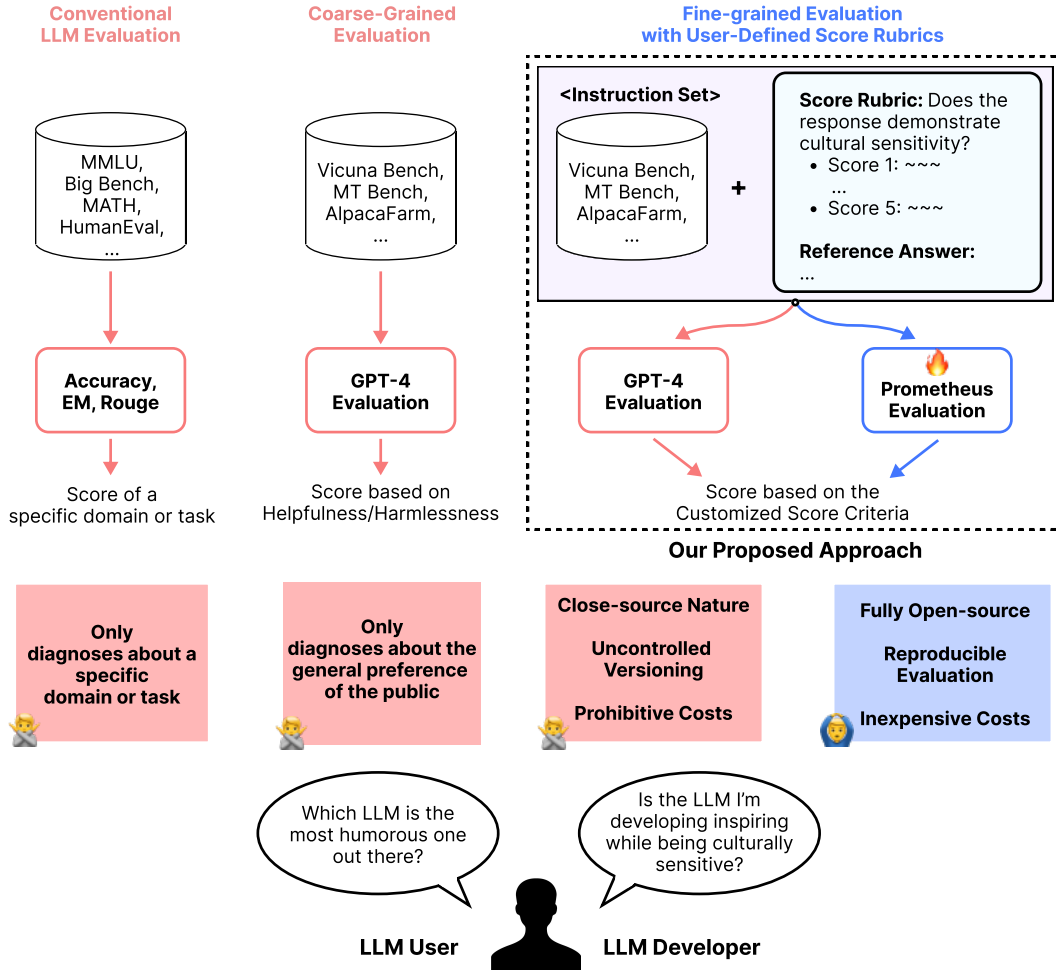 Conventional
LLM Evaluation
Coarse-Grained
Evaluation
Fine-grained Evaluation
with User-Defined Score Rubrics
MMLU,
Big Bench,
MATH,
HumanEval,
...
Accuracy,
EM, Rouge
Score of a
specific domain or task
Vicuna Bench,
MT Bench,
AlpacaFarm,
...
GPT-4
Evaluation
Score based on
Helpfulness/Harmlessness
<Instruction Set>
Vicuna Bench,
MT Bench,
AlpacaFarm,
...
+
Score Rubric: Does the
response demonstrate
cultural sensitivity?
• Score 1: ~~~
...
• Score 5: ~~~
Reference Answer:
...
GPT-4
Evaluation
Prometheus
Evaluation
Score based on the
Customized Score Criteria
Our Proposed Approach
Only
diagnoses about a
specific
domain or task
Only
diagnoses about the
general preference
of the public
Close-source Nature
Uncontrolled
Versioning
Prohibitive Costs
Fully Open-source
Reproducible
Evaluation
Inexpensive Costs
Which LLM is the
most humorous one
out there?
Is the LLM I'm
developing inspiring
while being culturally
sensitive?
LLM User
LLM Developer